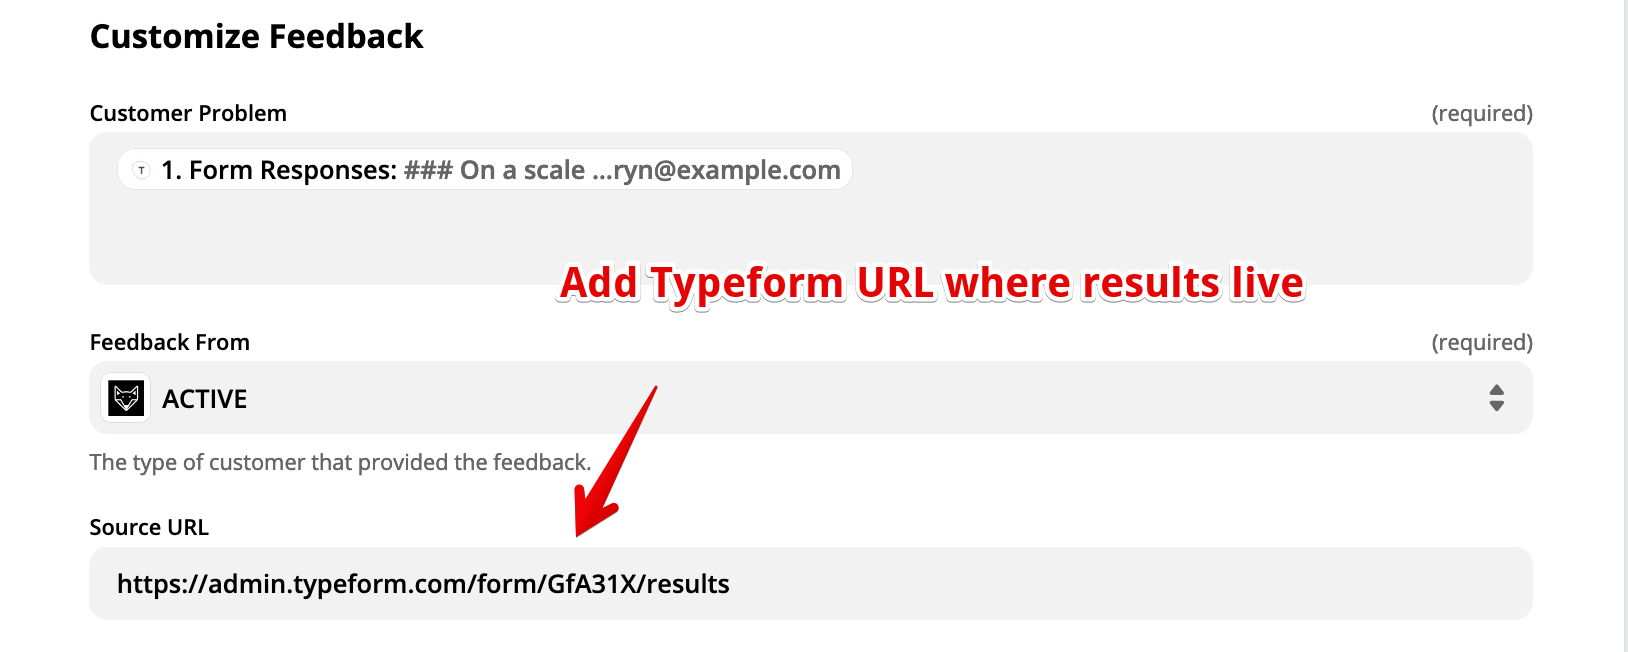 Customize Feedback
Customer Problem (required)
T 1. Form Responses: ### On a scale ...ryn@example.com
Add Typeform URL where results live
Feedback From (required)
ACTIVE
The type of customer that provided the feedback.
Source URL
https://admin.typeform.com/form/GfA31X/results